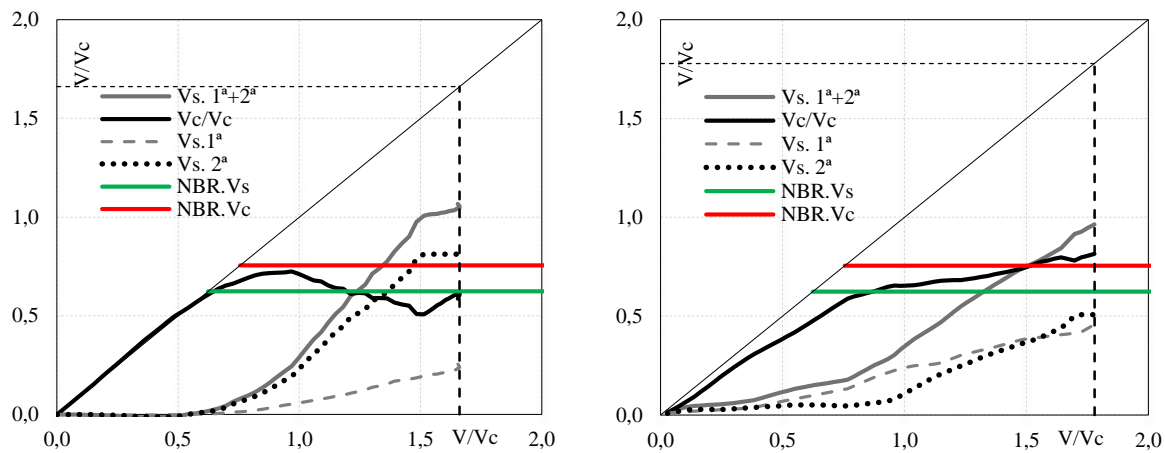 2,0
V/Vc
Vs. 1ª+2ª
Vc/Vc
Vs.1ª
Vs. 2ª
NBR.Vs
NBR.Vc
1,5
1,0
0,5
0,0
0,0 0,5 1,0 1,5 V/Vc 2,0
2,0
V/Vc
Vs. 1ª+2ª
Vc/Vc
Vs. 1ª
Vs. 2ª
NBR.Vs
NBR.Vc
1,5
1,0
0,5
0,0
0,0 0,5 1,0 1,5 V/Vc 2,0